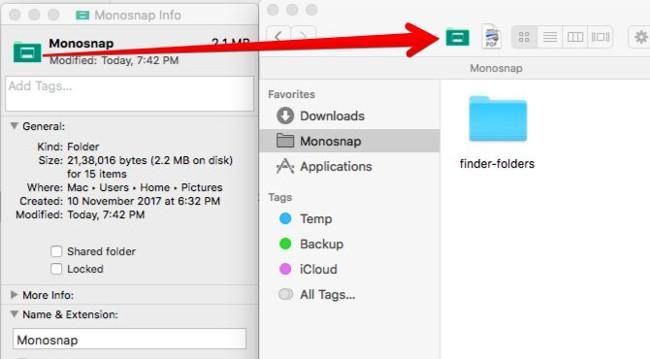 Monosnap Info
Monosnap 2.1 MB
Modified: Today, 7:42 PM
Add Tags...
General:
Kind: Folder
Size: 21,38,016 bytes (2.2 MB on disk)
for 15 items
Where: Mac • Users • Home • Pictures
Created: 10 November 2017 at 6:32 PM
Modified: Today, 7:42 PM
Shared folder
Locked
More Info:
Name & Extension:
Monosnap
PDF
Monosnap
Favorites
Downloads
Monosnap
Applications
Tags
Temp
Backup
iCloud
All Tags...
finder-folders